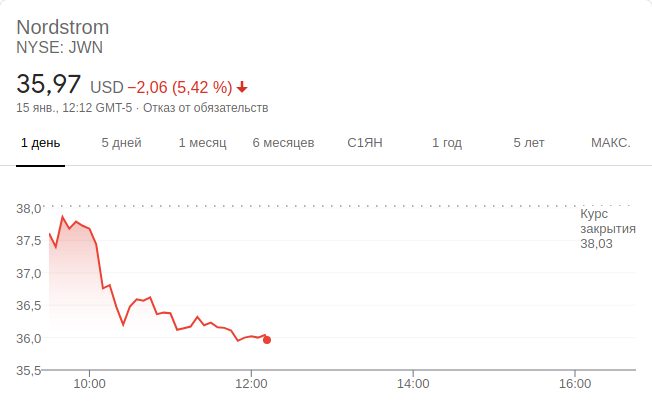 Nordstrom
NYSE: JWN
35,97 USD −2,06 (5,42 %)
15 янв., 12:12 GMT-5 · Отказ от обязательств
1 день 5 дней 1 месяц 6 месяцев С1ЯН 1 год 5 лет МАКС.
38,0
Курс
закрытия
38,03
37,5
37,0
36,5
36,0
35,5
10:00 12:00 14:00 16:00